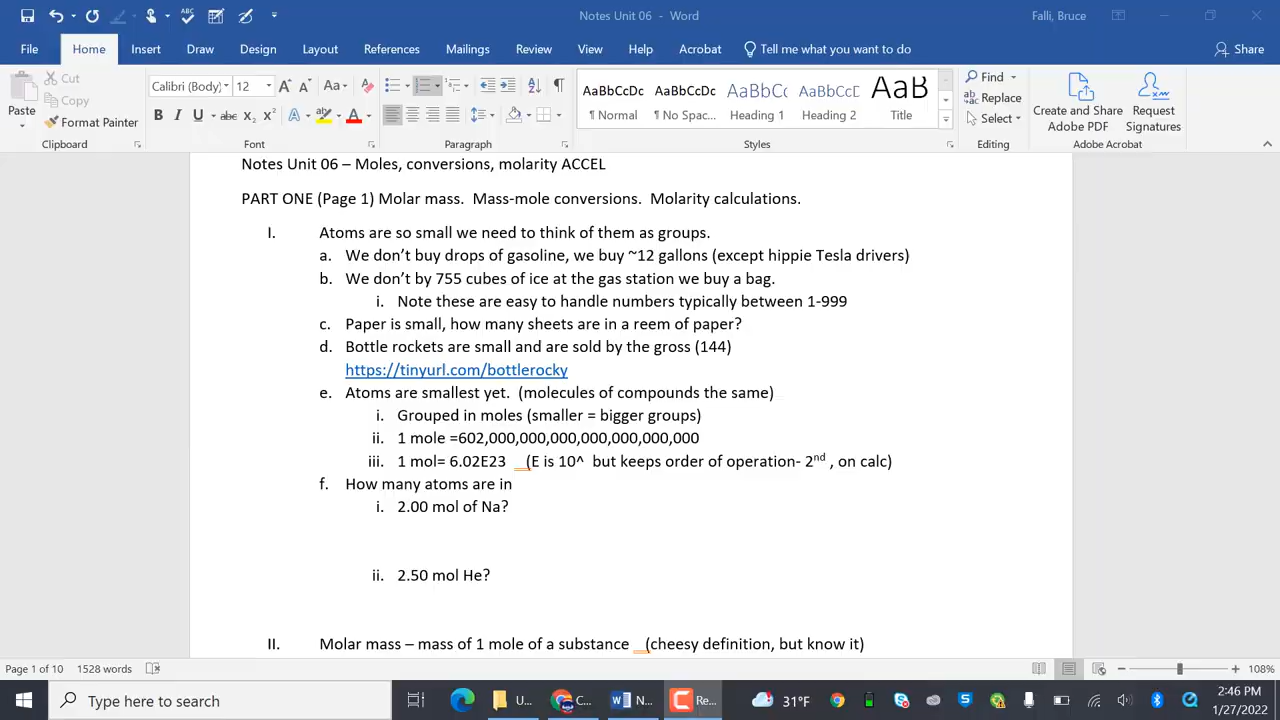 Notes Unit 06 - Word
Falli, Bruce
File Home Insert Draw Design Layout References Mailings Review View Help Acrobat Tell me what you want to do Share
Paste
Cut
Copy
Format Painter
Clipboard
Calibri (Body) 12
Font
Paragraph
AaBbCcDc AaBbCcDc AaBbCc AaBbCcD AaB
¶ Normal ¶ No Spac... Heading 1 Heading 2 Title
Styles
Find
Replace
Select
Editing
Create and Share Adobe PDF
Request Signatures
Adobe Acrobat
Notes Unit 06 – Moles, conversions, molarity ACCEL
PART ONE (Page 1) Molar mass. Mass-mole conversions. Molarity calculations.
I. Atoms are so small we need to think of them as groups.
a. We don’t buy drops of gasoline, we buy ~12 gallons (except hippie Tesla drivers)
b. We don’t by 755 cubes of ice at the gas station we buy a bag.
i. Note these are easy to handle numbers typically between 1-999
c. Paper is small, how many sheets are in a reem of paper?
d. Bottle rockets are small and are sold by the gross (144)
https://tinyurl.com/bottlerocky
e. Atoms are smallest yet. (molecules of compounds the same)
i. Grouped in moles (smaller = bigger groups)
ii. 1 mole =602,000,000,000,000,000,000,000
iii. 1 mol= 6.02E23 (E is 10^ but keeps order of operation- 2nd , on calc)
f. How many atoms are in
i. 2.00 mol of Na?
ii. 2.50 mol He?
II. Molar mass – mass of 1 mole of a substance (cheesy definition, but know it)
Page 1 of 10 1528 words 108%
Type here to search
U...
C...
N...
Re...
31°F
2:46 PM
1/27/2022